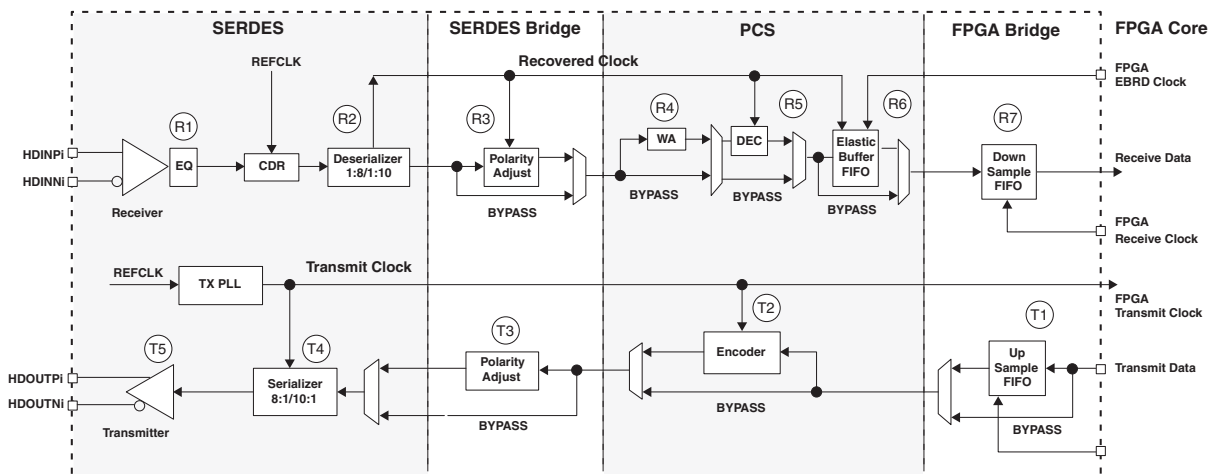 SERDES
SERDES Bridge
PCS
FPGA Bridge
FPGA Core
REFCLK
Recovered Clock
FPGA
EBRD Clock
R1
R2
R3
R4
R5
R6
R7
HDINPi
HDINNi
EQ
CDR
Deserializer
1:8/1:10
Polarity
Adjust
WA
DEC
Elastic
Buffer
FIFO
Down
Sample
FIFO
Receive Data
Receiver
BYPASS
BYPASS
BYPASS
BYPASS
FPGA
Receive Clock
REFCLK
TX PLL
Transmit Clock
FPGA
Transmit Clock
T5
T4
T3
T2
T1
HDOUTPi
HDOUTNi
Transmitter
Serializer
8:1/10:1
Polarity
Adjust
Encoder
Up
Sample
FIFO
Transmit Data
BYPASS
BYPASS
BYPASS